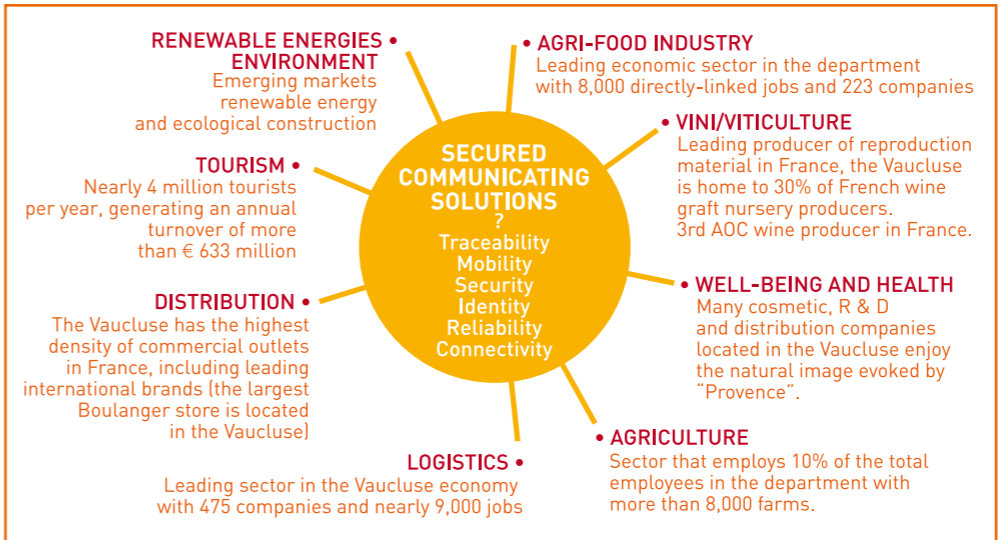 RENEWABLE ENERGIES •
ENVIRONMENT
Emerging markets
renewable energy
and ecological construction
TOURISM •
Nearly 4 million tourists
per year, generating an annual
turnover of more
than € 633 million
DISTRIBUTION •
The Vaucluse has the highest
density of commercial outlets
in France, including leading
international brands (the largest
Boulanger store is located
in the Vaucluse)
LOGISTICS •
Leading sector in the Vaucluse economy
with 475 companies and nearly 9,000 jobs
SECURED
COMMUNICATING
SOLUTIONS
?
Traceability
Mobility
Security
Identity
Reliability
Connectivity
• AGRI-FOOD INDUSTRY
Leading economic sector in the department
with 8,000 directly-linked jobs and 223 companies
• VINI/VITICULTURE
Leading producer of reproduction
material in France, the Vaucluse
is home to 30% of French wine
graft nursery producers.
3rd AOC wine producer in France.
• WELL-BEING AND HEALTH
Many cosmetic, R & D
and distribution companies
located in the Vaucluse enjoy
the natural image evoked by
“Provence”.
• AGRICULTURE
Sector that employs 10% of the total
employees in the department with
more than 8,000 farms.